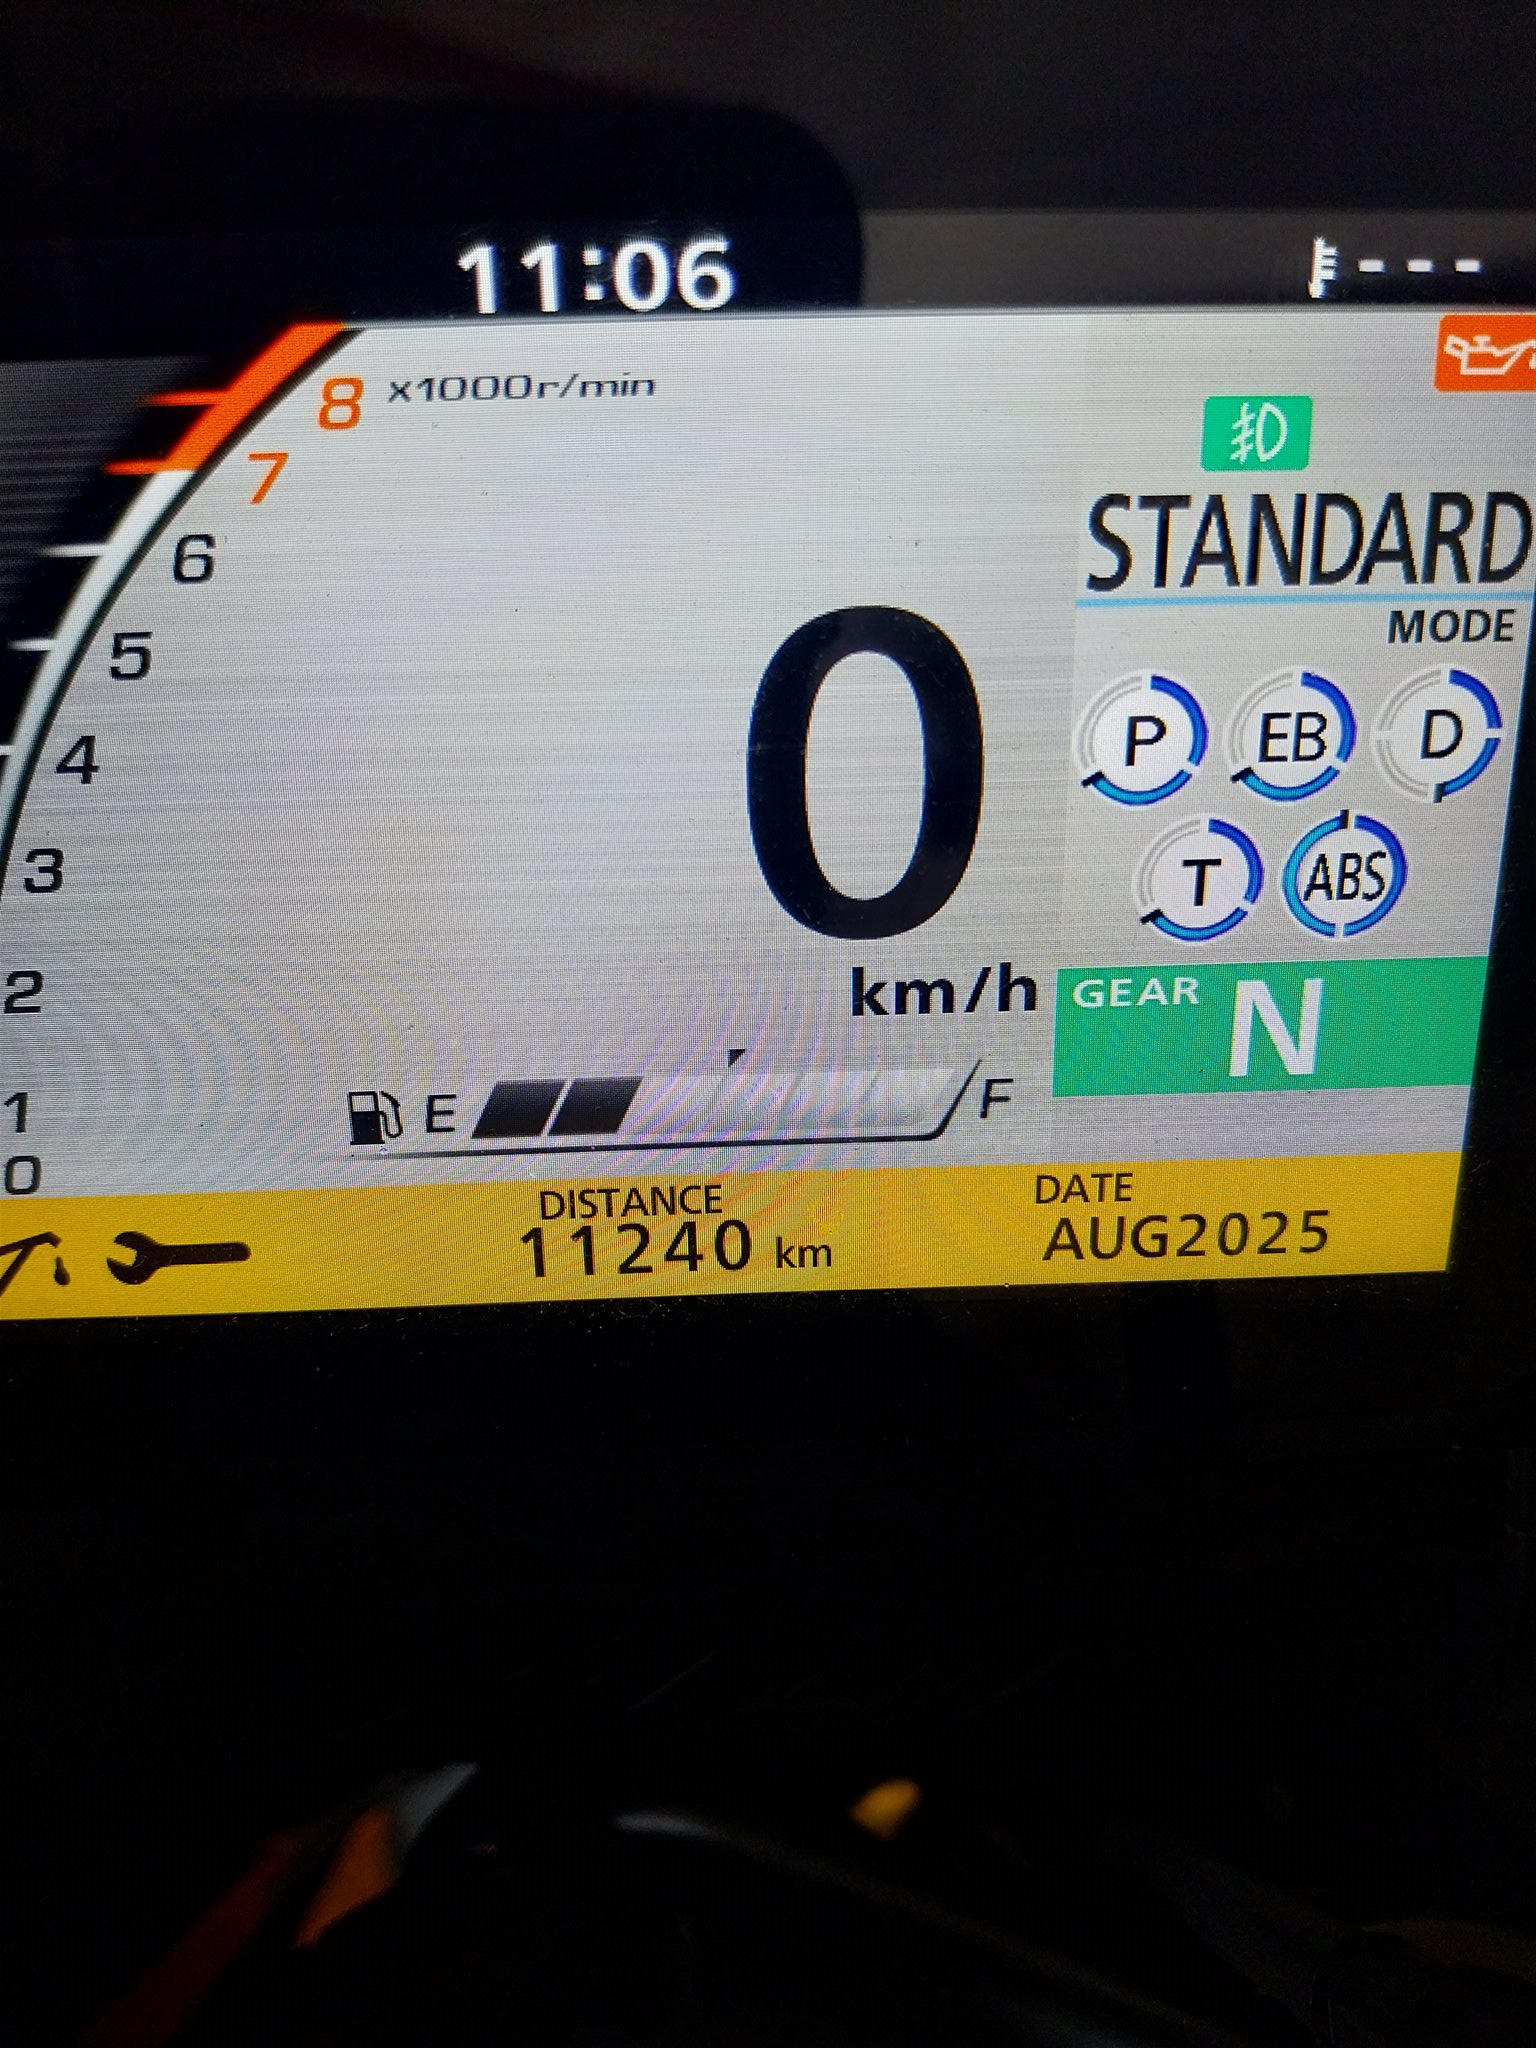 11:06
---
8 x1000r/min
7
6
5
4
3
2
1
0
STANDARD
MODE
P EB D
T ABS
0
km/h
GEAR N
E F
DISTANCE
11240 km
DATE
AUG2025